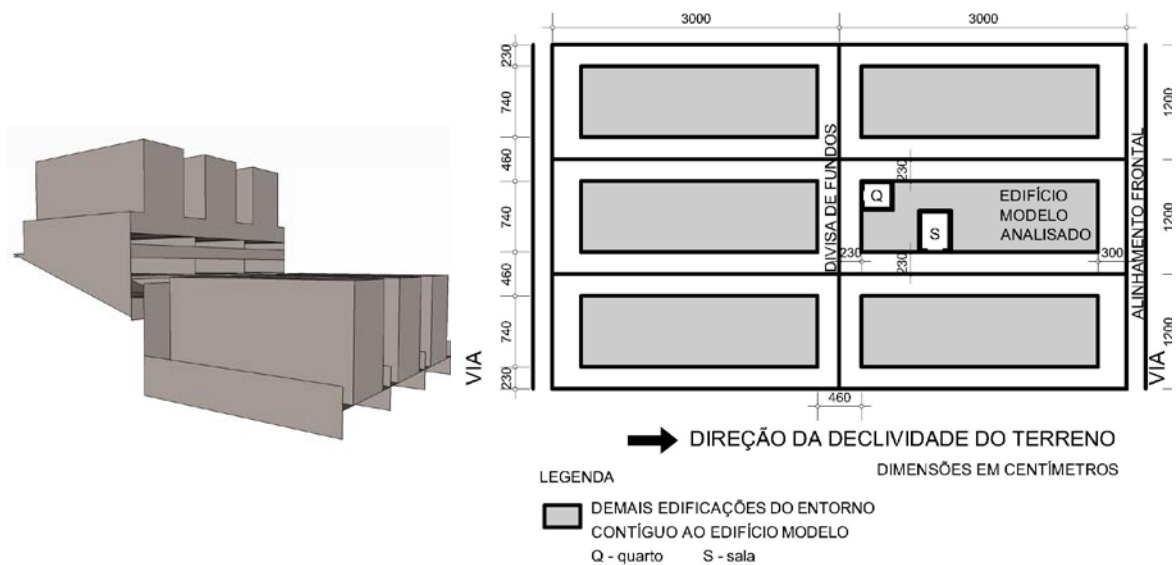 3000
3000
230
740
460
740
460
740
230
1200
1200
1200
DIVISA DE FUNDOS
ALINHAMENTO FRONTAL
230
Q
S
EDIFÍCIO
MODELO
ANALISADO
230
230
300
VIA
VIA
460
DIREÇÃO DA DECLIVIDADE DO TERRENO
DIMENSÕES EM CENTÍMETROS
LEGENDA
DEMAIS EDIFICAÇÕES DO ENTORNO
CONTÍGUO AO EDIFÍCIO MODELO
Q - quarto S - sala